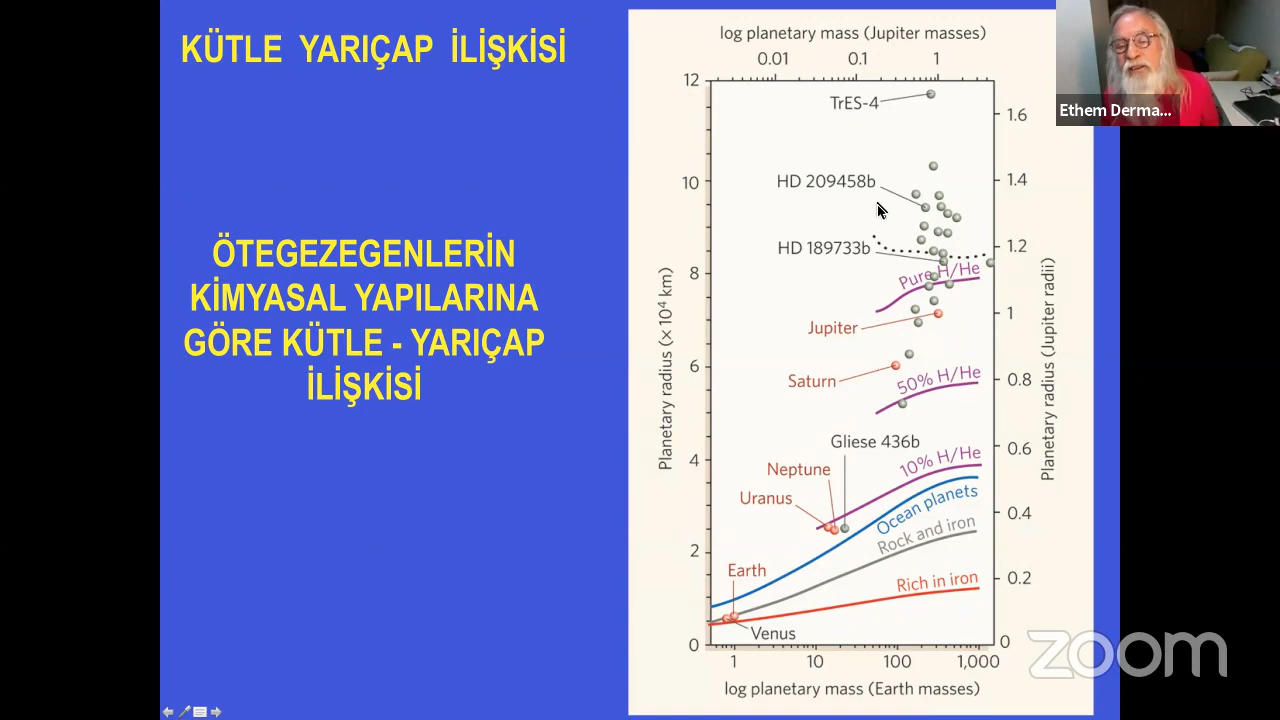 KÜTLE YARIÇAP İLİŞKİSİ
ÖTEGEZEGENLERİN
KİMYASAL YAPILARINA
GÖRE KÜTLE - YARIÇAP
İLİŞKİSİ
log planetary mass (Jupiter masses)
0.01 0.1 1
12
10
8
6
4
2
0
Planetary radius (× 10⁴ km)
TrES-4
HD 209458b
HD 189733b
Pure H/He
Jupiter
Saturn
50% H/He
Gliese 436b
10% H/He
Neptune
Uranus
Ocean planets
Rock and iron
Earth
Rich in iron
Venus
1.6
1.4
1.2
1
0.8
0.6
0.4
0.2
0
Planetary radius (Jupiter radii)
1 10 100 1,000
log planetary mass (Earth masses)
Ethem Derma...
zoom